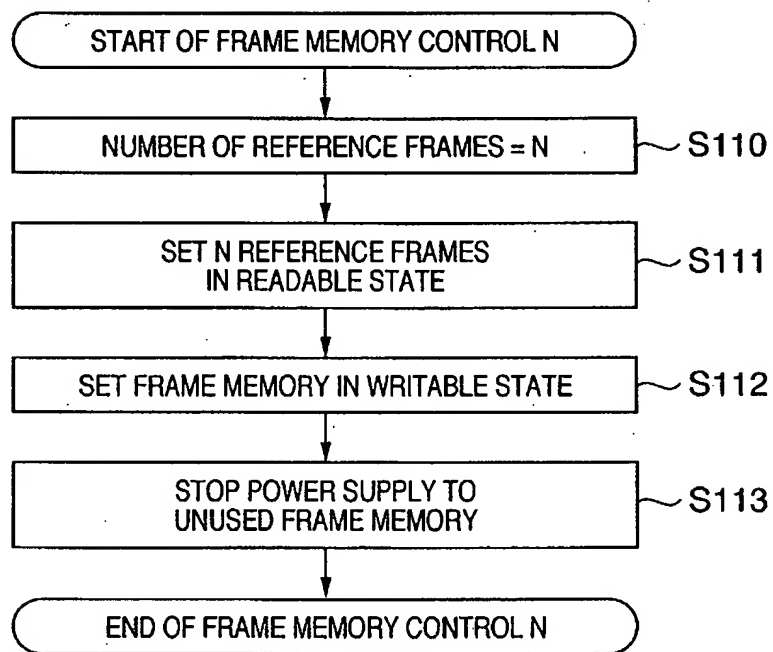 START OF FRAME MEMORY CONTROL N
NUMBER OF REFERENCE FRAMES = N
S110
SET N REFERENCE FRAMES
IN READABLE STATE
S111
SET FRAME MEMORY IN WRITABLE STATE
S112
STOP POWER SUPPLY TO
UNUSED FRAME MEMORY
S113
END OF FRAME MEMORY CONTROL N